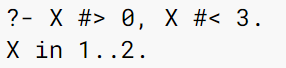 ?- X #> 0, X #< 3.
X in 1..2.